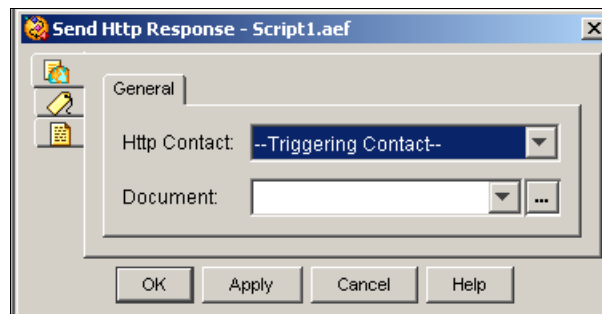 Send Http Response - Script1.aef
General
Http Contact: --Triggering Contact--
Document: ...
OK Apply Cancel Help